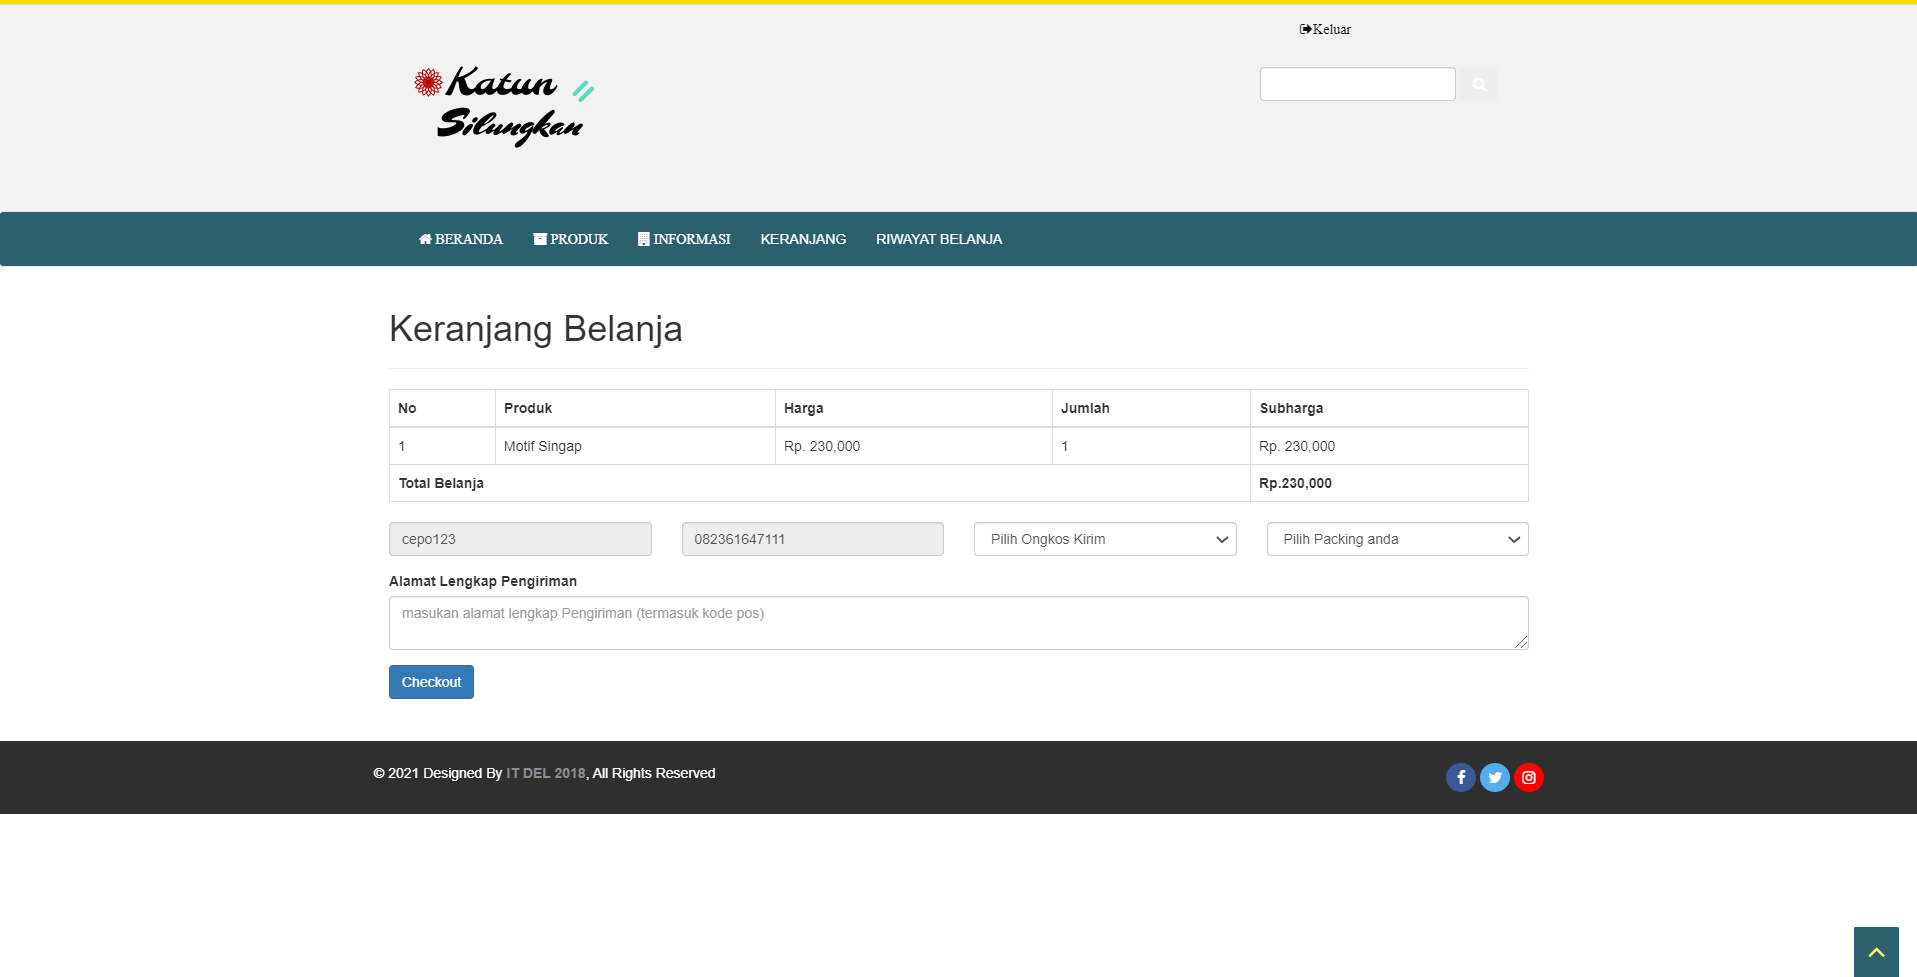 Keluar
Katun
Silungkan
BERANDA PRODUK INFORMASI KERANJANG RIWAYAT BELANJA
Keranjang Belanja
No Produk Harga Jumlah Subharga
1 Motif Singap Rp. 230,000 1 Rp. 230,000
Total Belanja Rp.230,000
cepo123 082361647111 Pilih Ongkos Kirim Pilih Packing anda
Alamat Lengkap Pengiriman
masukan alamat lengkap Pengiriman (termasuk kode pos)
Checkout
© 2021 Designed By IT DEL 2018, All Rights Reserved